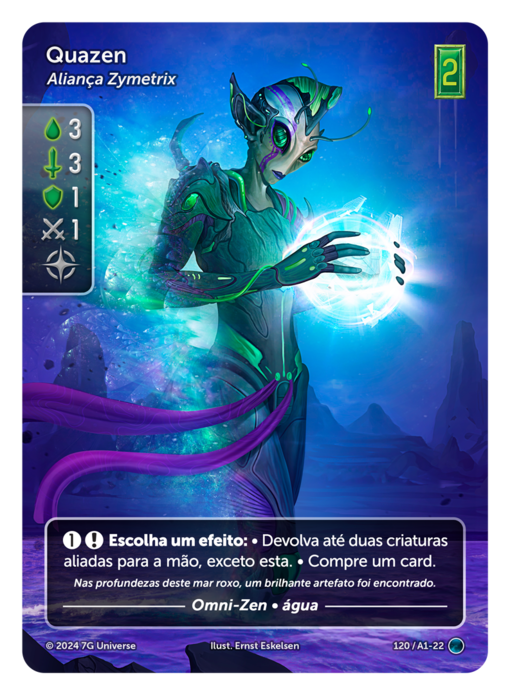 Quazen
Aliança Zymetrix
2
3
3
1
1
1 ! Escolha um efeito: • Devolva até duas criaturas
aliadas para a mão, exceto esta. • Compre um card.
Nas profundezas deste mar roxo, um brilhante artefato foi encontrado.
Omni-Zen • água
© 2024 7G Universe
Ilust. Ernst Eskelsen
120 / A1-22